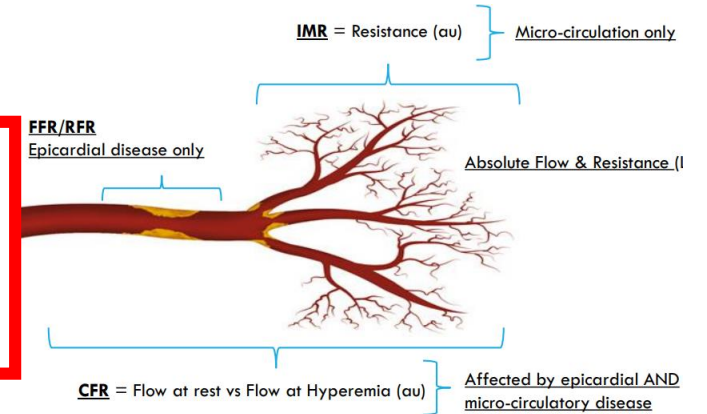 IMR = Resistance (au)
Micro-circulation only
FFR/RFR
Epicardial disease only
Absolute Flow & Resistance (
CFR = Flow at rest vs Flow at Hyperemia (au)
Affected by epicardial AND
micro-circulatory disease